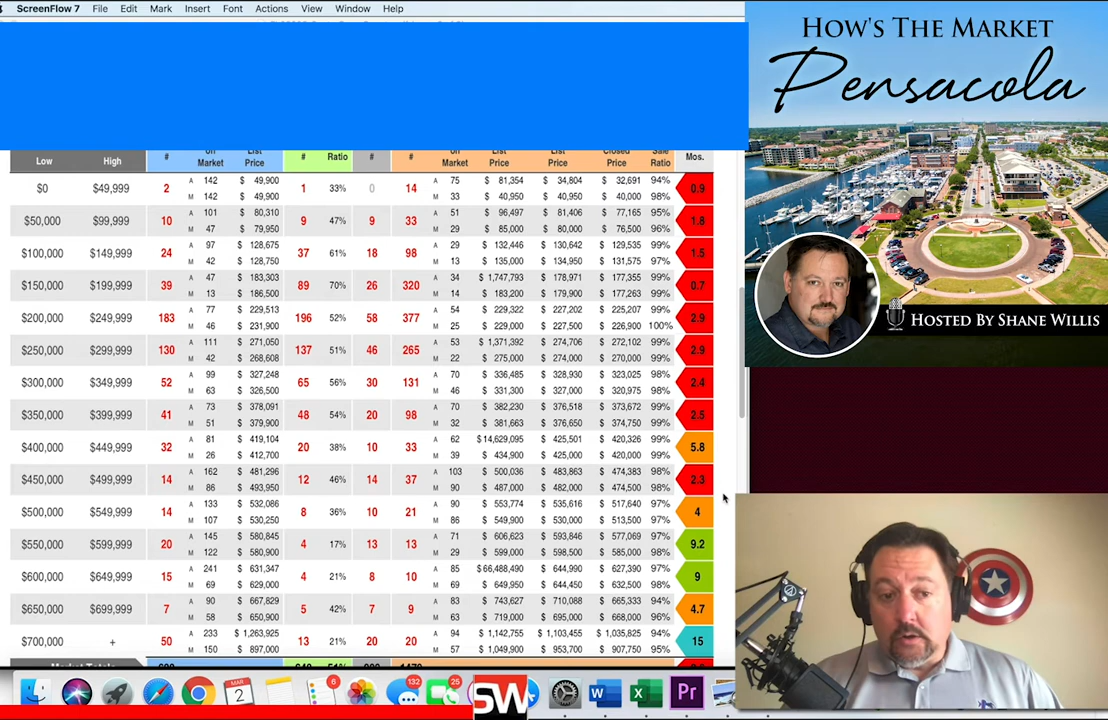 ScreenFlow 7 File Edit Mark Insert Font Actions View Window Help
HOW'S THE MARKET
Pensacola
HOSTED BY SHANE WILLIS
Low High # Market Price # Ratio # # Market Price Price Price Ratio Mos.
$0 $49,999 2 A 142 $ 49,900 1 33% 0 14 A 75 $ 81,354 $ 34,804 $ 32,691 94% 0.9
M 142 $ 49,900 M 33 $ 40,950 $ 40,950 $ 40,000 98%
$50,000 $99,999 10 A 101 $ 80,310 9 47% 9 33 A 51 $ 96,497 $ 81,406 $ 77,165 95% 1.8
M 47 $ 79,950 M 29 $ 85,000 $ 80,000 $ 76,500 96%
$100,000 $149,999 24 A 97 $ 128,675 37 61% 18 98 A 29 $ 132,446 $ 130,642 $ 129,535 99% 1.5
M 42 $ 128,750 M 13 $ 135,000 $ 134,950 $ 131,575 97%
$150,000 $199,999 39 A 47 $ 183,303 89 70% 26 320 A 34 $ 1,747,793 $ 178,971 $ 177,355 99% 0.7
M 13 $ 186,500 M 14 $ 183,200 $ 179,900 $ 177,263 99%
$200,000 $249,999 183 A 77 $ 229,513 196 52% 58 377 A 54 $ 229,322 $ 227,202 $ 225,207 99% 2.9
M 46 $ 231,900 M 25 $ 229,000 $ 227,500 $ 226,900 100%
$250,000 $299,999 130 A 111 $ 271,050 137 51% 46 265 A 53 $ 1,371,392 $ 274,706 $ 272,102 99% 2.9
M 42 $ 268,608 M 22 $ 275,000 $ 274,000 $ 270,000 99%
$300,000 $349,999 52 A 99 $ 327,248 65 56% 30 131 A 70 $ 336,485 $ 328,930 $ 323,025 98% 2.4
M 63 $ 326,500 M 46 $ 331,300 $ 327,000 $ 320,975 98%
$350,000 $399,999 41 A 73 $ 378,091 48 54% 20 98 A 70 $ 382,230 $ 376,518 $ 373,672 99% 2.5
M 51 $ 379,900 M 32 $ 381,663 $ 376,650 $ 374,750 99%
$400,000 $449,999 32 A 81 $ 419,104 20 38% 10 33 A 62 $ 14,629,095 $ 425,501 $ 420,326 99% 5.8
M 26 $ 412,700 M 39 $ 434,900 $ 425,000 $ 420,000 99%
$450,000 $499,999 14 A 162 $ 481,296 12 46% 14 37 A 103 $ 500,036 $ 483,863 $ 474,383 98% 2.3
M 86 $ 493,950 M 90 $ 487,000 $ 482,000 $ 474,500 98%
$500,000 $549,999 14 A 133 $ 532,086 8 36% 10 21 A 90 $ 553,774 $ 535,616 $ 517,640 97% 4
M 107 $ 530,250 M 86 $ 549,900 $ 530,000 $ 513,500 97%
$550,000 $599,999 20 A 145 $ 580,845 4 17% 13 13 A 71 $ 606,623 $ 593,846 $ 577,069 97% 9.2
M 122 $ 580,900 M 29 $ 599,000 $ 598,500 $ 585,000 98%
$600,000 $649,999 15 A 241 $ 631,347 4 21% 8 10 A 85 $ 66,488,490 $ 644,990 $ 627,390 97% 9
M 69 $ 629,000 M 69 $ 649,950 $ 644,450 $ 632,500 98%
$650,000 $699,999 7 A 90 $ 667,829 5 42% 7 9 A 83 $ 743,627 $ 710,088 $ 665,333 94% 4.7
M 58 $ 650,900 M 63 $ 719,000 $ 695,000 $ 668,000 96%
$700,000 + 50 A 233 $ 1,263,925 13 21% 20 20 A 94 $ 1,142,755 $ 1,103,455 $ 1,035,825 94% 15
M 150 $ 897,000 M 57 $ 1,049,900 $ 953,700 $ 907,750 95%
MAR 2 6 132 25 SW W X Pr